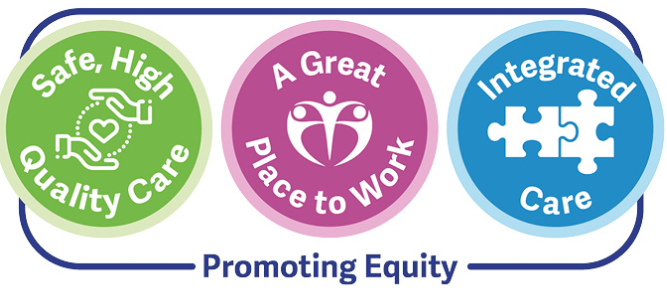 Safe, High
Quality Care
A Great
Place to Work
Integrated
Care
Promoting Equity